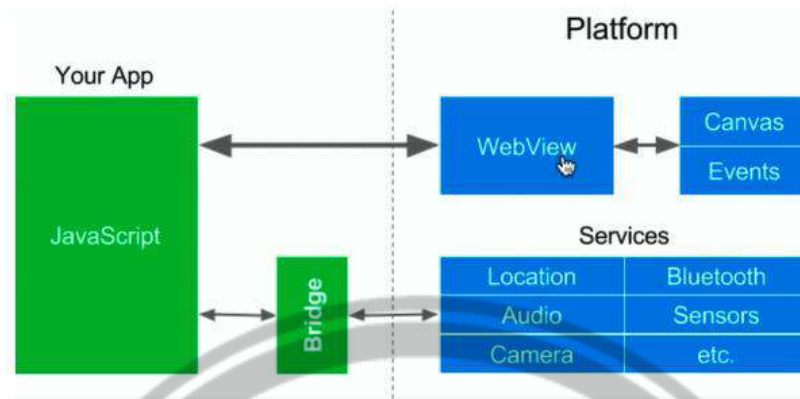 Platform
Your App
WebView
Canvas
Events
JavaScript
Services
Bridge
Location
Bluetooth
Audio
Sensors
Camera
etc.